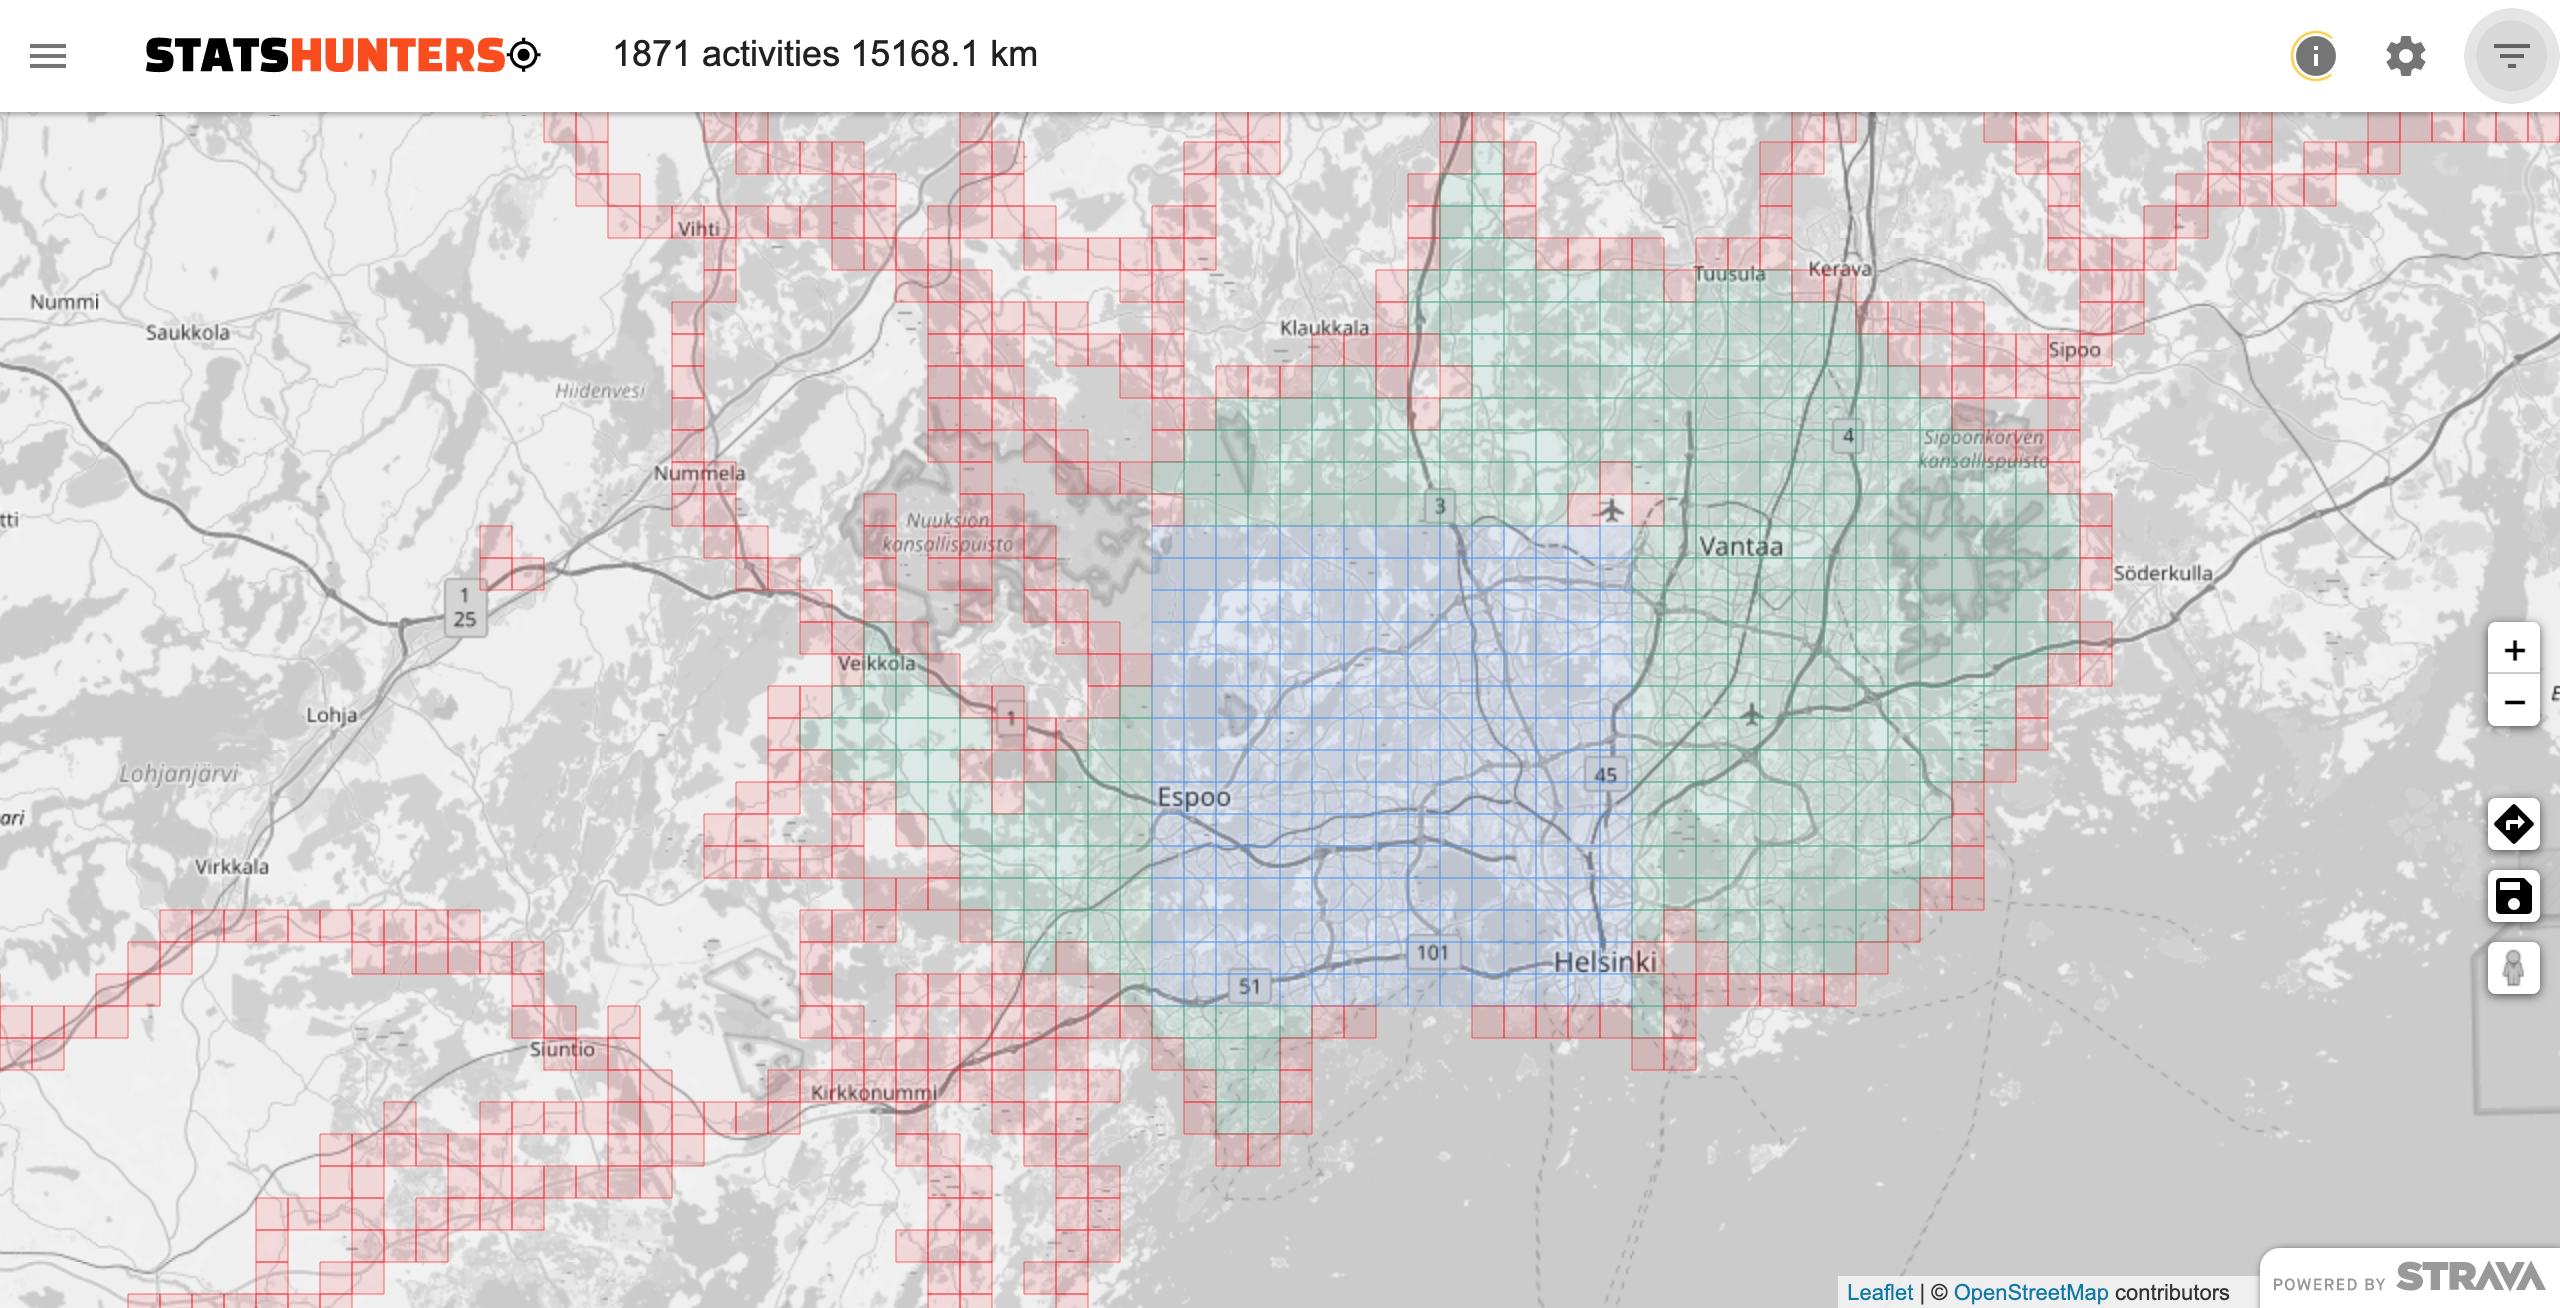 STATSHUNTERS
1871 activities 15168.1 km
Vihti
Tuusula
Kerava
Nummi
Saukkola
Klaukkala
Sipoo
Hiidenvesi
4
Sipoonkorven
kansallispuisto
Nummela
3
tti
Nuuksion
kansallispuisto
Vantaa
Söderkulla
1
25
+
Veikkola
−
E
Lohja
1
Lohjanjärvi
45
Espoo
ari
Virkkala
101
Helsinki
51
Siuntio
Kirkkonummi
POWERED BY STRAVA
Leaflet | © OpenStreetMap contributors